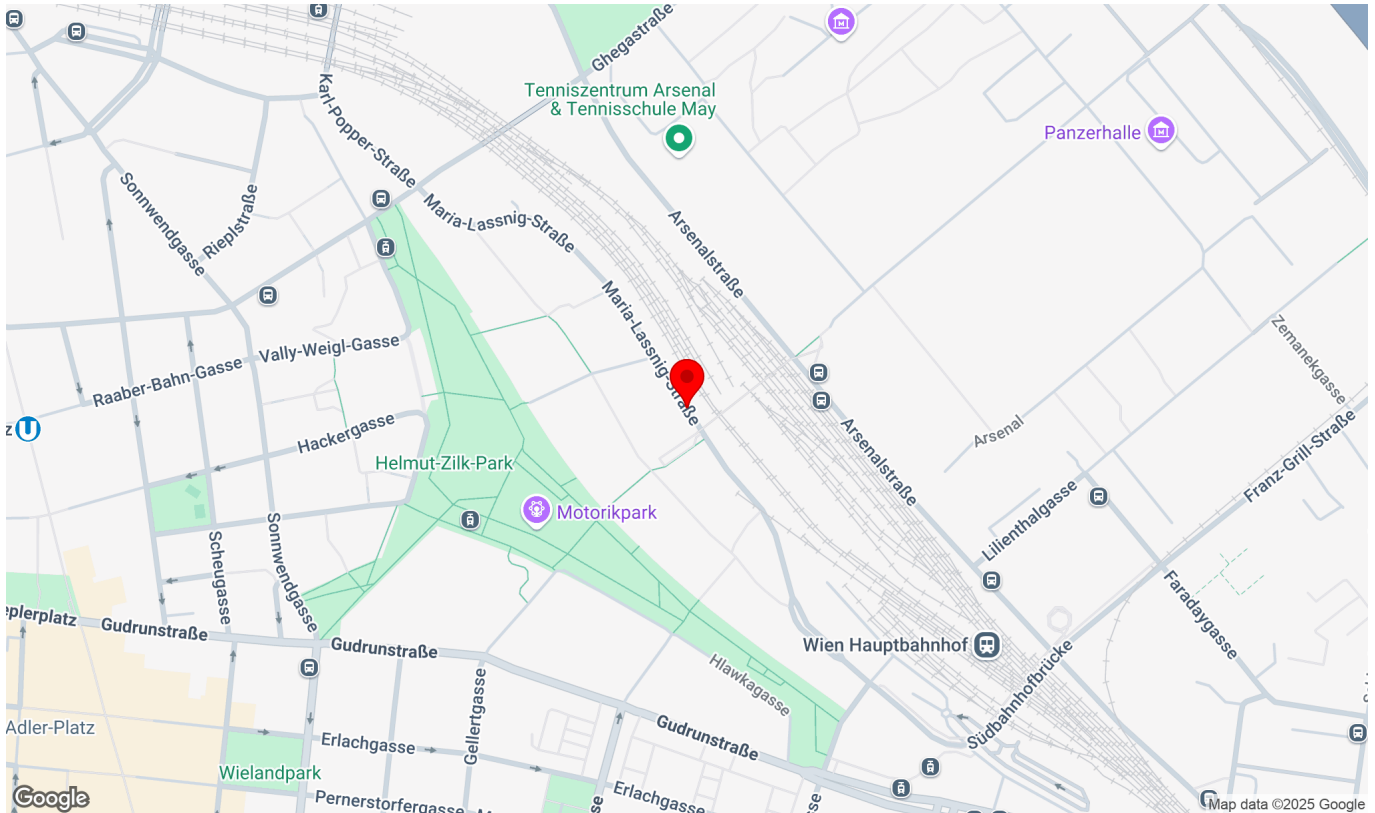 Ghegastraße
Tenniszentrum Arsenal
& Tennisschule May
Panzerhalle
Karl-Popper-Straße
Sonnwendgasse
Rieplstraße
Maria-Lassnig-Straße
Arsenalstraße
Maria-Lassnig-Straße
Vally-Weigl-Gasse
Raaber-Bahn-Gasse
Zemanekgasse
Hackergasse
Arsenal
Arsenalstraße
Franz-Grill-Straße
Helmut-Zilk-Park
Motorikpark
Lilienthalgasse
Scheugasse
Sonnwendgasse
Faradaygasse
eplerplatz
Gudrunstraße
Gudrunstraße
Wien Hauptbahnhof
Hlawkagasse
Südbahnhofbrücke
Gellertgasse
Adler-Platz
Gudrunstraße
Erlachgasse
Wielandpark
Erlachgasse
Pernerstorfergasse
Google
Map data ©2025 Google